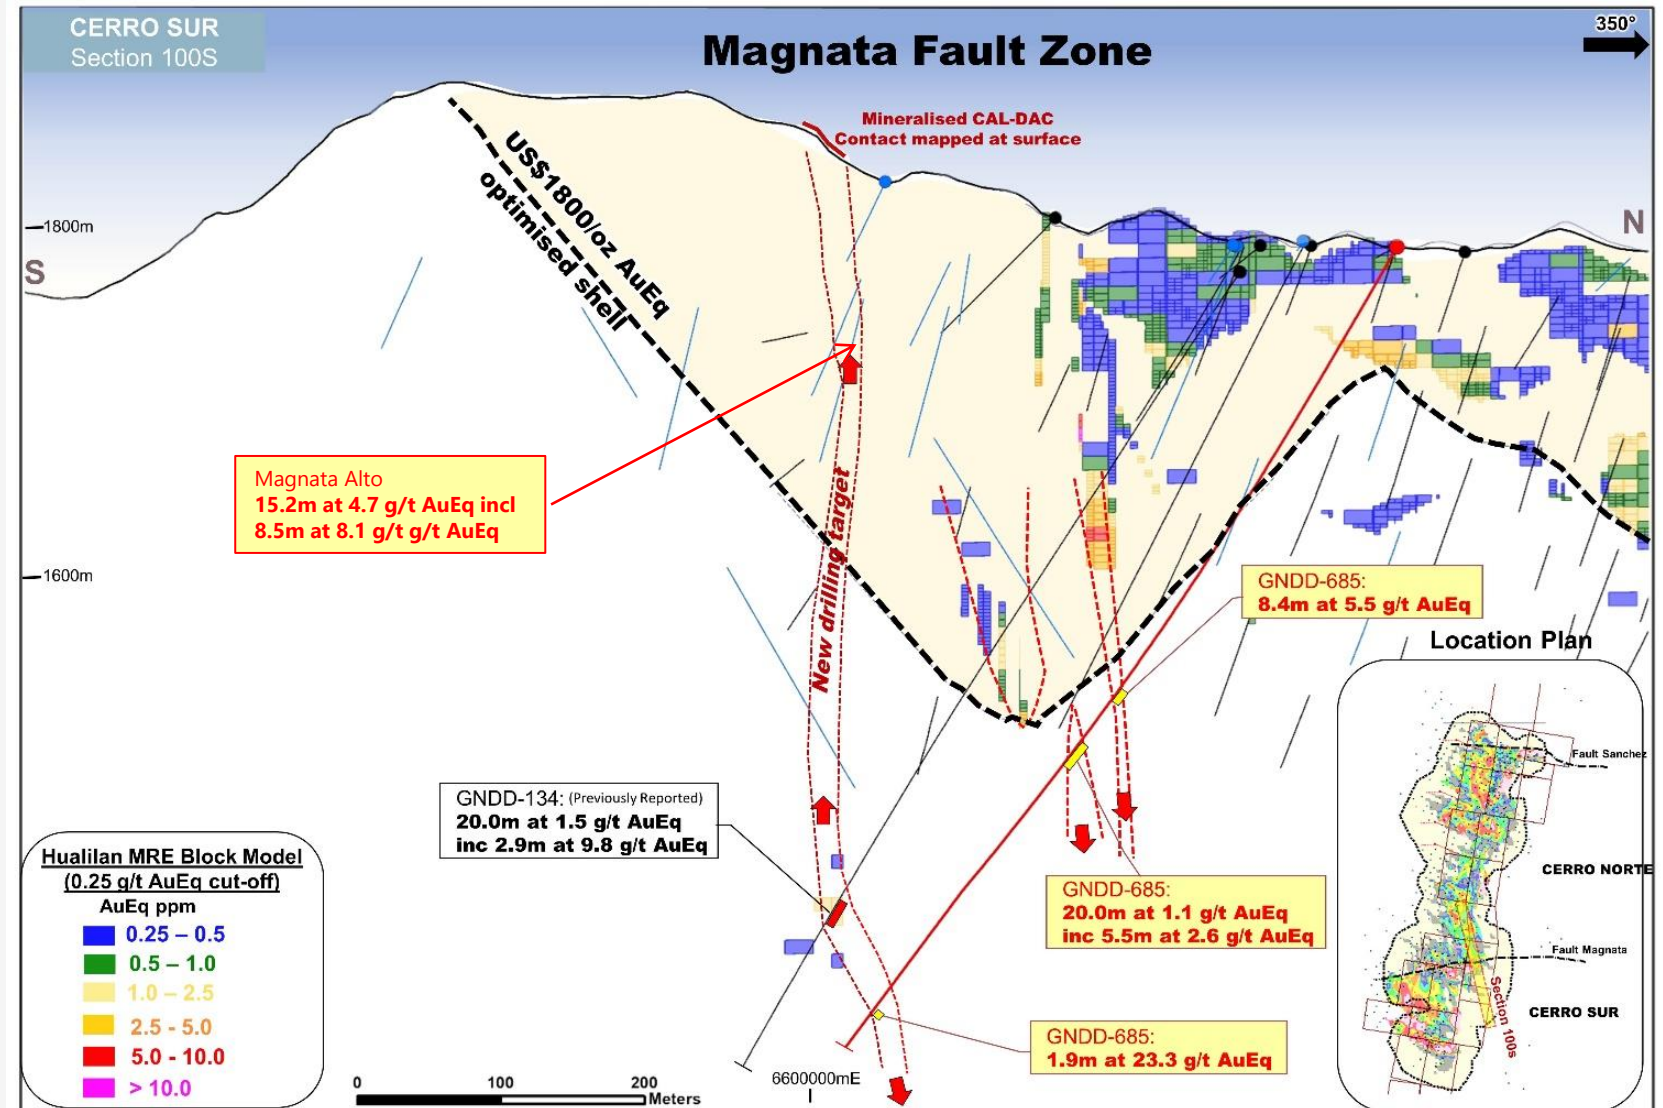 CERRO SUR
Section 100S
Magnata Fault Zone
350°
Mineralised CAL-DAC
Contact mapped at surface
US$1800/oz AuEq
optimised shell
1800m
N
S
Magnata Alto
15.2m at 4.7 g/t AuEq incl
8.5m at 8.1 g/t g/t AuEq
New drilling target
1600m
GNDD-685:
8.4m at 5.5 g/t AuEq
Location Plan
Fault Sanchez
CERRO NORTE
Fault Magnata
Section 100s
CERRO SUR
GNDD-134: (Previously Reported)
20.0m at 1.5 g/t AuEq
inc 2.9m at 9.8 g/t AuEq
GNDD-685:
20.0m at 1.1 g/t AuEq
inc 5.5m at 2.6 g/t AuEq
GNDD-685:
1.9m at 23.3 g/t AuEq
Hualilan MRE Block Model
(0.25 g/t AuEq cut-off)
AuEq ppm
0.25 – 0.5
0.5 – 1.0
1.0 – 2.5
2.5 - 5.0
5.0 - 10.0
> 10.0
0 100 200
Meters
6600000mE